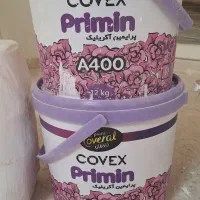 COVEX
Primin
پرایمین آکریلیک
A400
12 kg
overal
COVEX
Primin
پرایمین آکریلیک